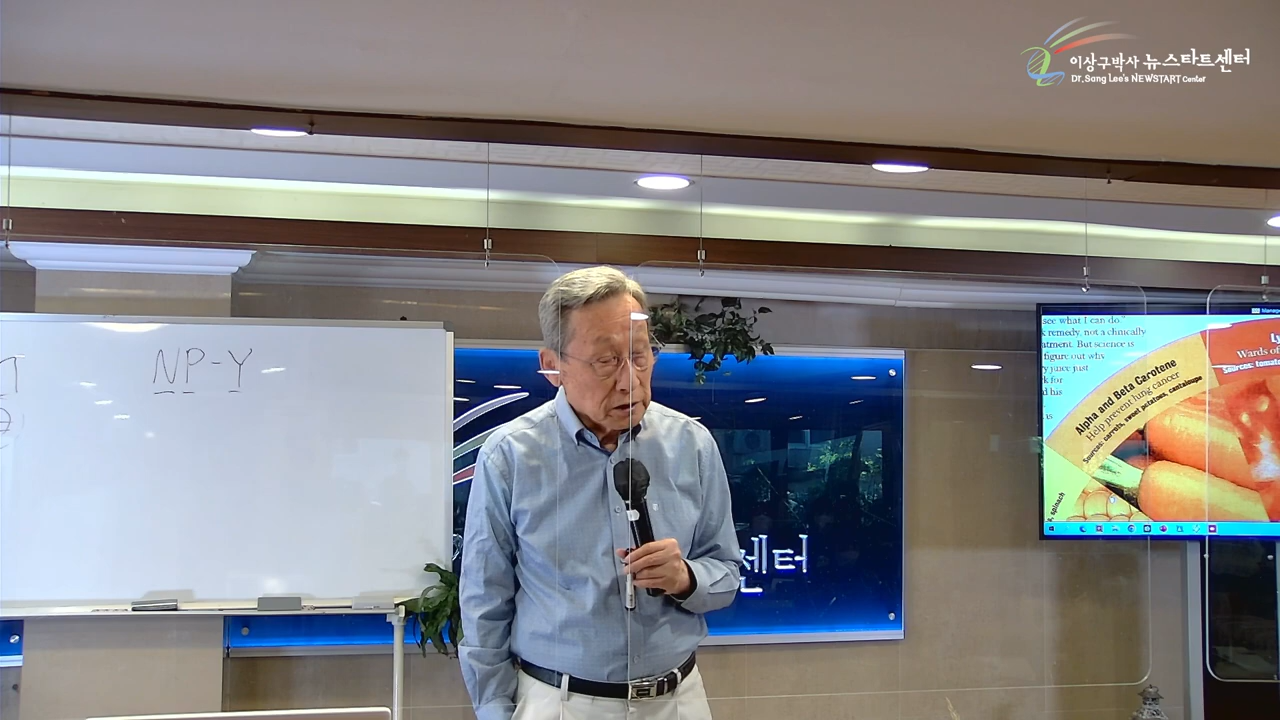 이상구박사 뉴스타트센터
Dr. Sang Lee's NEWSTART Center
NP-Y
센터
see what I can do."
remedy, not a clinically
atment. But science is
figure out why
juice just
k for
d his
is
Alpha and Beta Carotene
Help prevent lung cancer
Sources: carrots, sweet potatoes, cantaloupe
Ly
Wards of
Sources: tomato
spinach